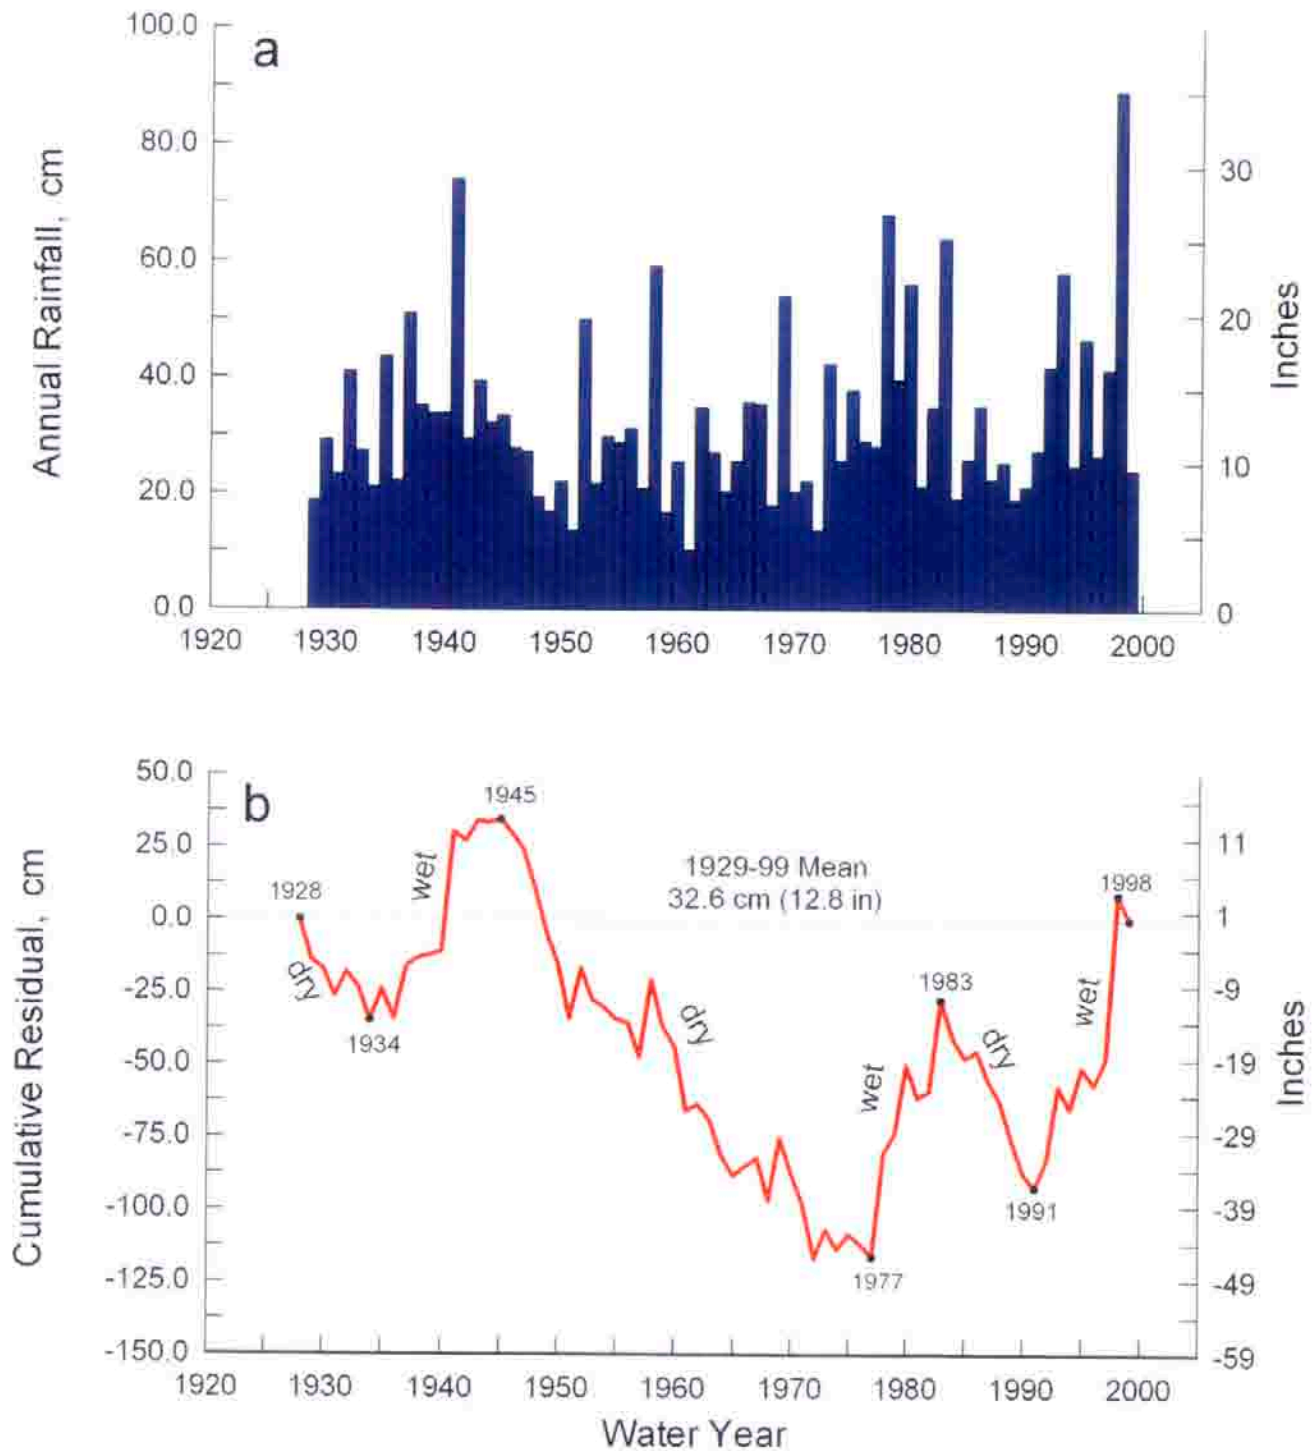 a
100.0
80.0
60.0
40.0
20.0
0.0
Annual Rainfall, cm
30
20
10
0
Inches
1920 1930 1940 1950 1960 1970 1980 1990 2000
b
50.0
25.0
0.0
-25.0
-50.0
-75.0
-100.0
-125.0
-150.0
Cumulative Residual, cm
1928
dry
1934
wet
1945
1929-99 Mean
32.6 cm (12.8 in)
dry
1977
wet
1983
dry
1991
wet
1998
11
1
-9
-19
-29
-39
-49
-59
Inches
1920 1930 1940 1950 1960 1970 1980 1990 2000
Water Year